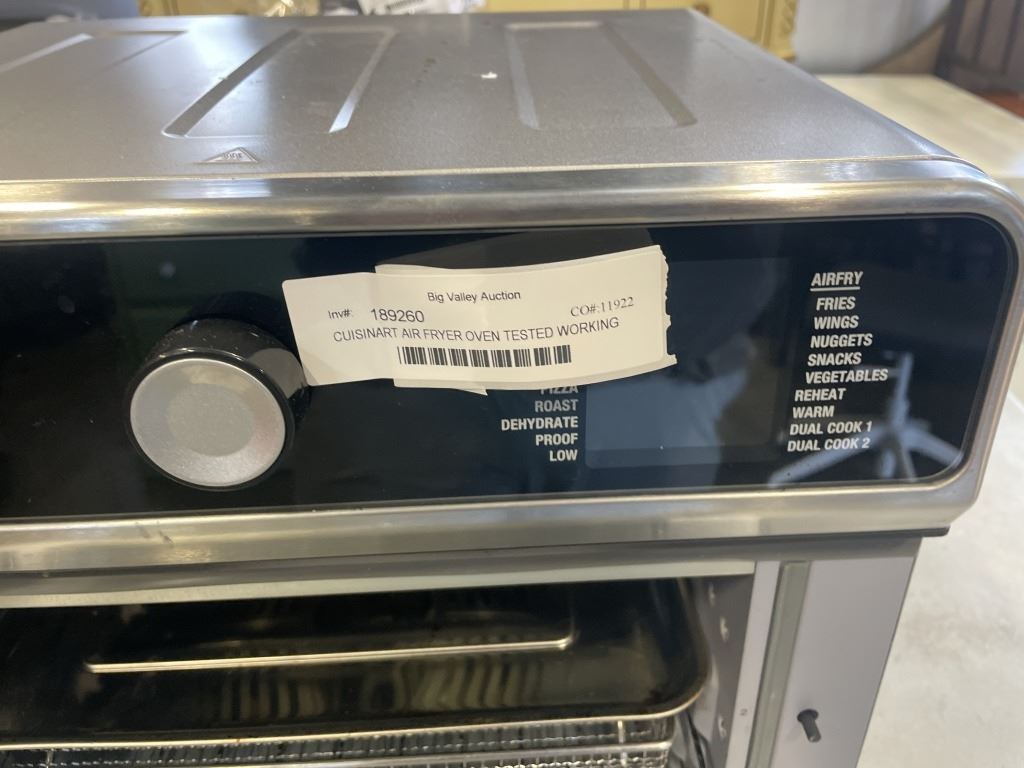 Big Valley Auction
Inv#: 189260 CO#:11922
CUISINART AIR FRYER OVEN TESTED WORKING
PIZZA
ROAST
DEHYDRATE
PROOF
LOW
AIRFRY
FRIES
WINGS
NUGGETS
SNACKS
VEGETABLES
REHEAT
WARM
DUAL COOK 1
DUAL COOK 2
2